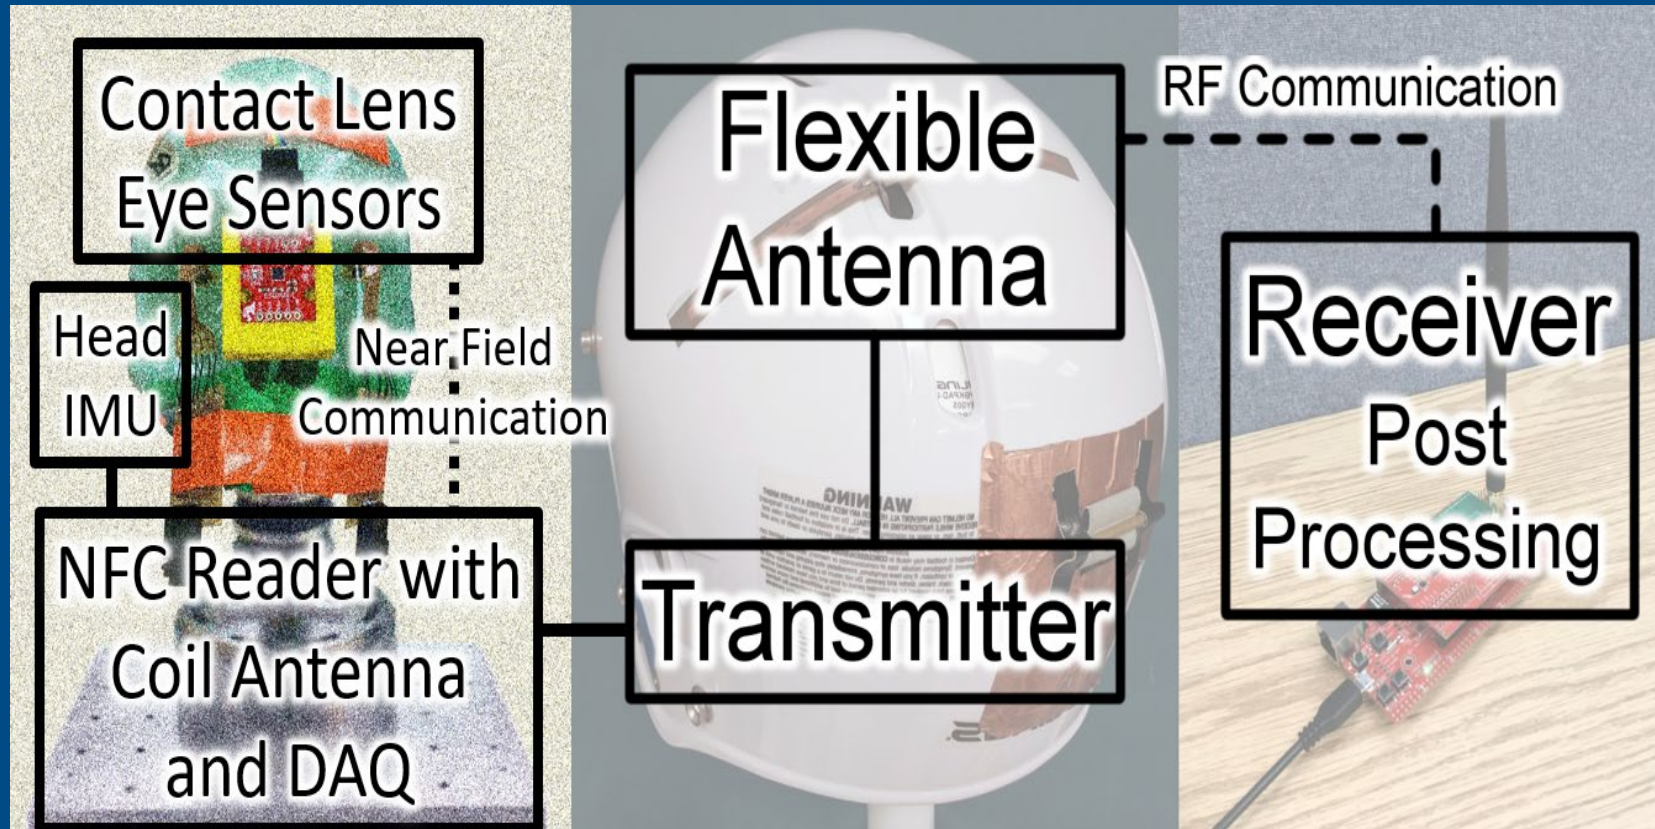 Contact Lens
Eye Sensors
Head
IMU
Near Field
Communication
NFC Reader with
Coil Antenna
and DAQ
Flexible
Antenna
Transmitter
RF Communication
Receiver
Post
Processing
WARNING